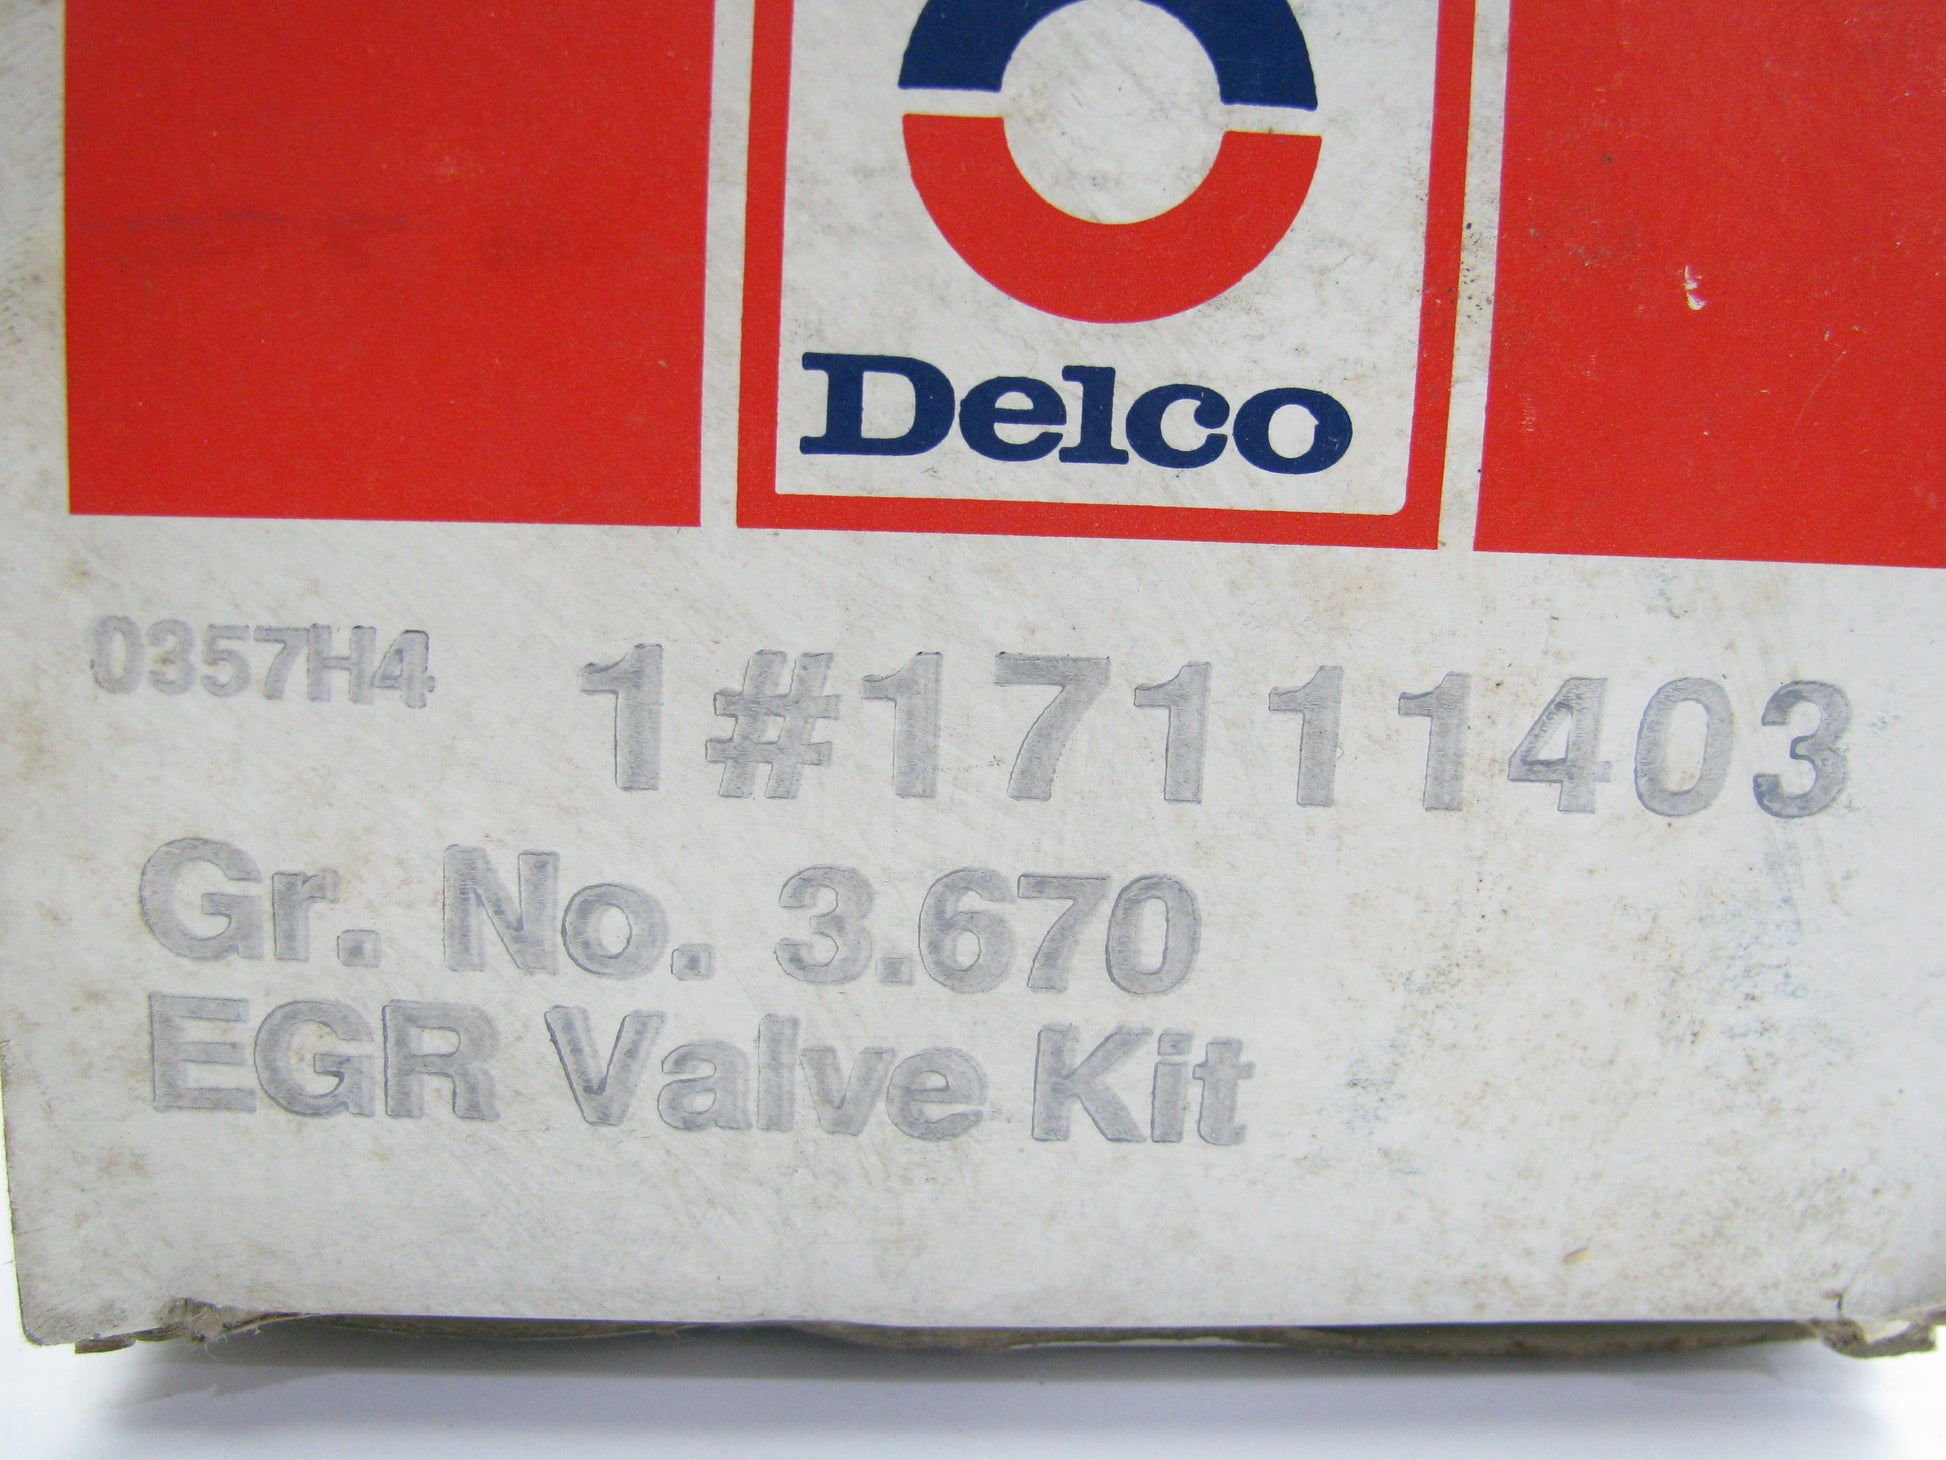 Delco
0357H4 1#17111403
Gr. No. 3.670
EGR Valve Kit